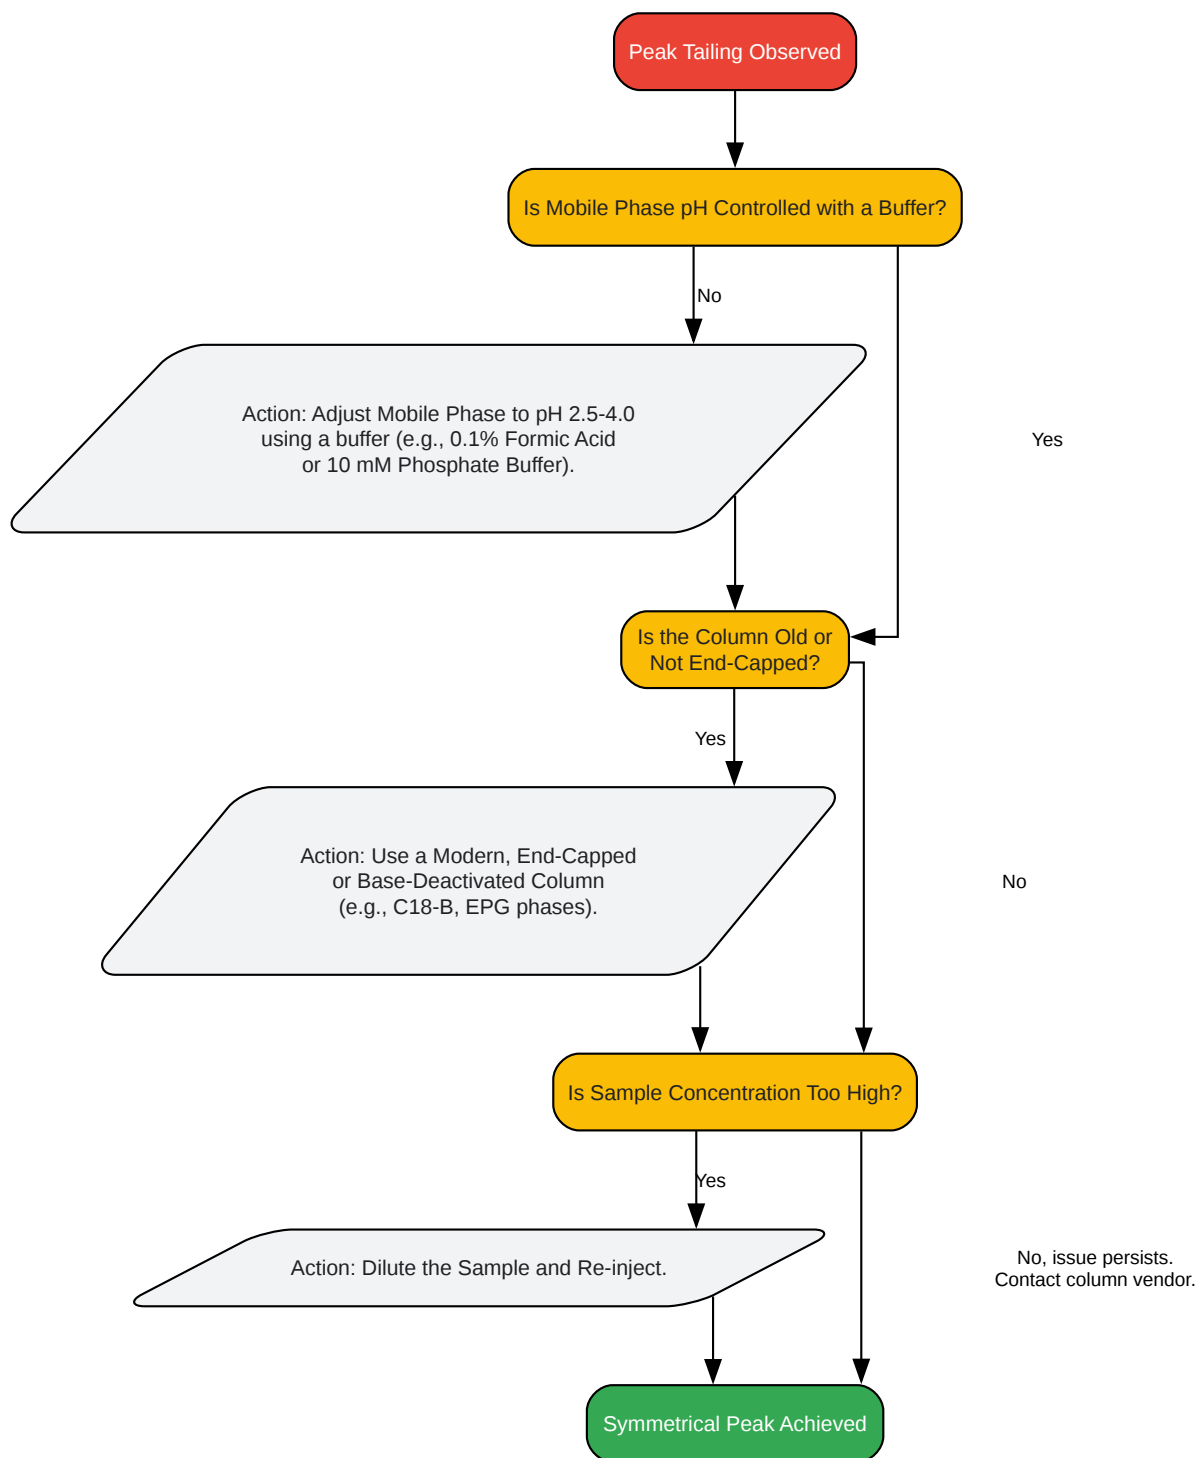 Peak Tailing Observed
Is Mobile Phase pH Controlled with a Buffer?
No
Action: Adjust Mobile Phase to pH 2.5-4.0
using a buffer (e.g., 0.1% Formic Acid
or 10 mM Phosphate Buffer).
Yes
Is the Column Old or
Not End-Capped?
Yes
Action: Use a Modern, End-Capped
or Base-Deactivated Column
(e.g., C18-B, EPG phases).
No
Is Sample Concentration Too High?
Yes
Action: Dilute the Sample and Re-inject.
No, issue persists.
Contact column vendor.
Symmetrical Peak Achieved